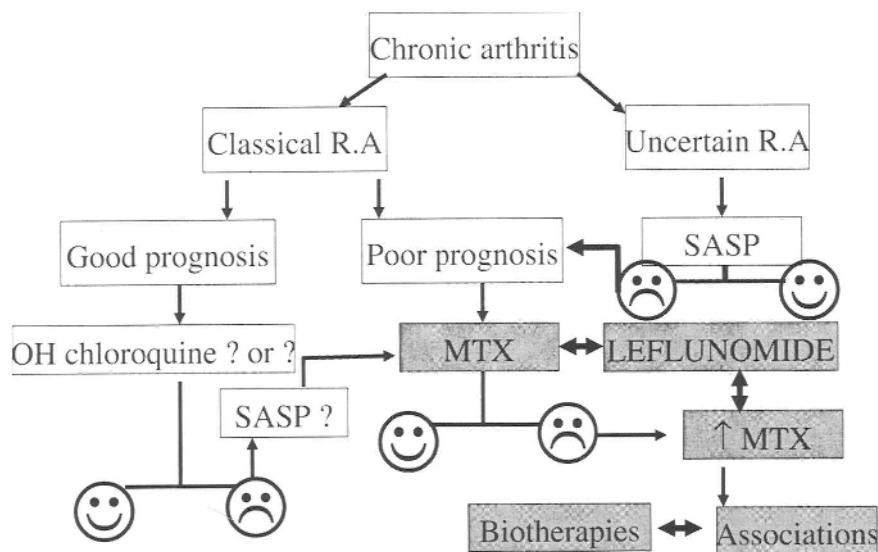 Chronic arthritis
Classical R.A
Uncertain R.A
Good prognosis
Poor prognosis
SASP
OH chloroquine ? or ?
MTX
LEFLUNOMIDE
SASP ?
↑ MTX
Biotherapies
Associations